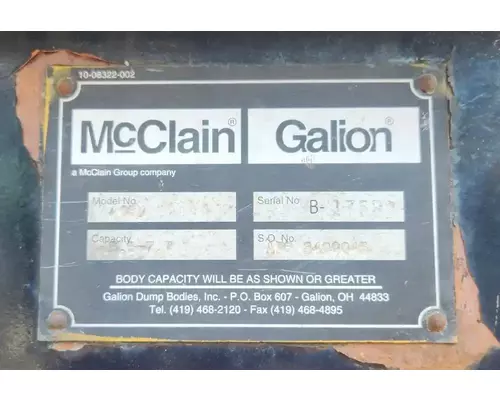 10-08322-002
McClain® Galion®
a McClain Group company
Model No. Serial No. B-
Capacity S.O. No.
BODY CAPACITY WILL BE AS SHOWN OR GREATER
Galion Dump Bodies, Inc. - P.O. Box 607 - Galion, OH 44833
Tel. (419) 468-2120 - Fax (419) 468-4895